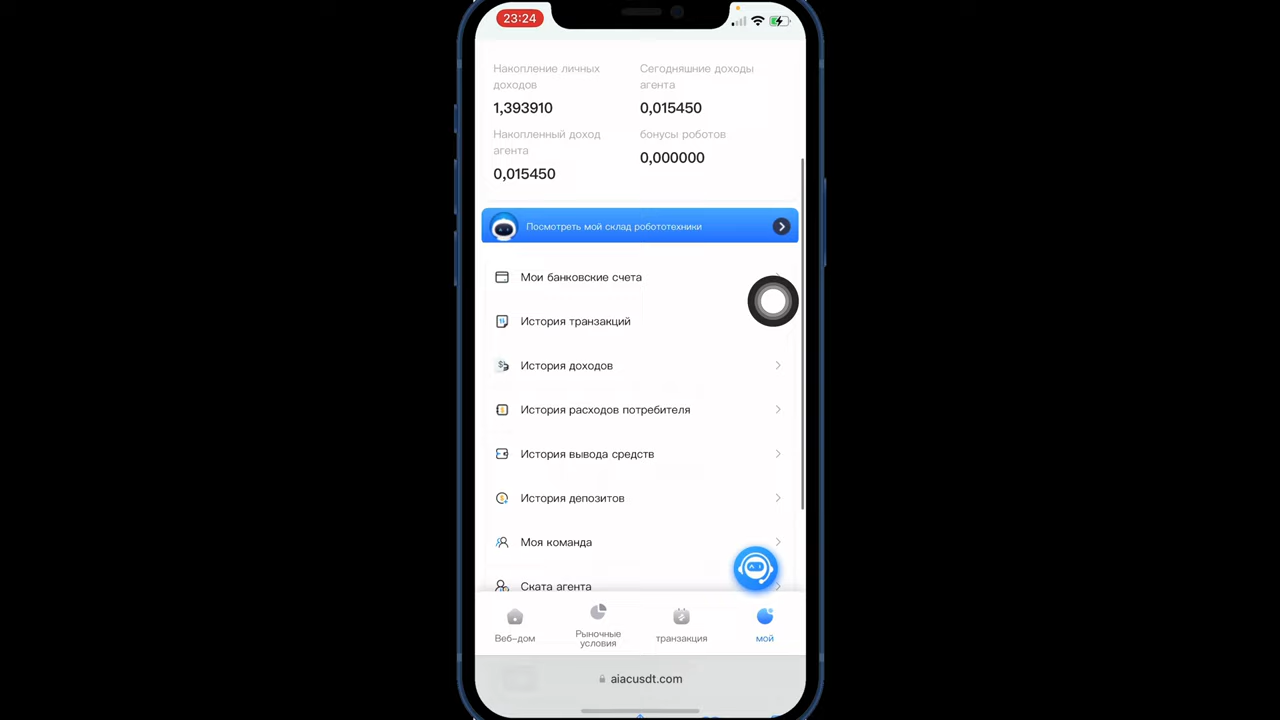 23:24
Накопление личных
доходов
1,393910
Сегодняшние доходы
агента
0,015450
Накопленный доход
агента
0,015450
бонусы роботов
0,000000
Посмотреть мой склад робототехники
Мои банковские счета
История транзакций
История доходов
История расходов потребителя
История вывода средств
История депозитов
Моя команда
Ската агента
Веб-дом
Рыночные
условия
транзакция
мой
aiacusdt.com